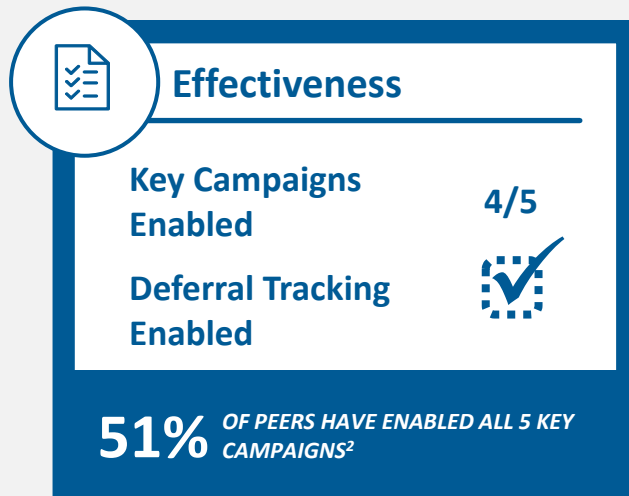 Effectiveness
Key Campaigns
Enabled
4/5
Deferral Tracking
Enabled
51% OF PEERS HAVE ENABLED ALL 5 KEY
CAMPAIGNS²